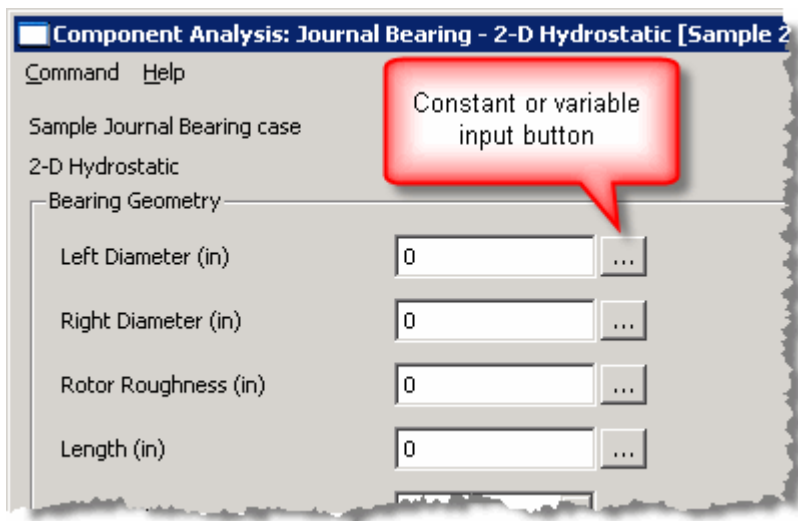 Component Analysis: Journal Bearing - 2-D Hydrostatic [Sample 2
Command Help
Constant or variable
input button
Sample Journal Bearing case
2-D Hydrostatic
Bearing Geometry
Left Diameter (in) 0 ...
Right Diameter (in) 0 ...
Rotor Roughness (in) 0 ...
Length (in) 0 ...